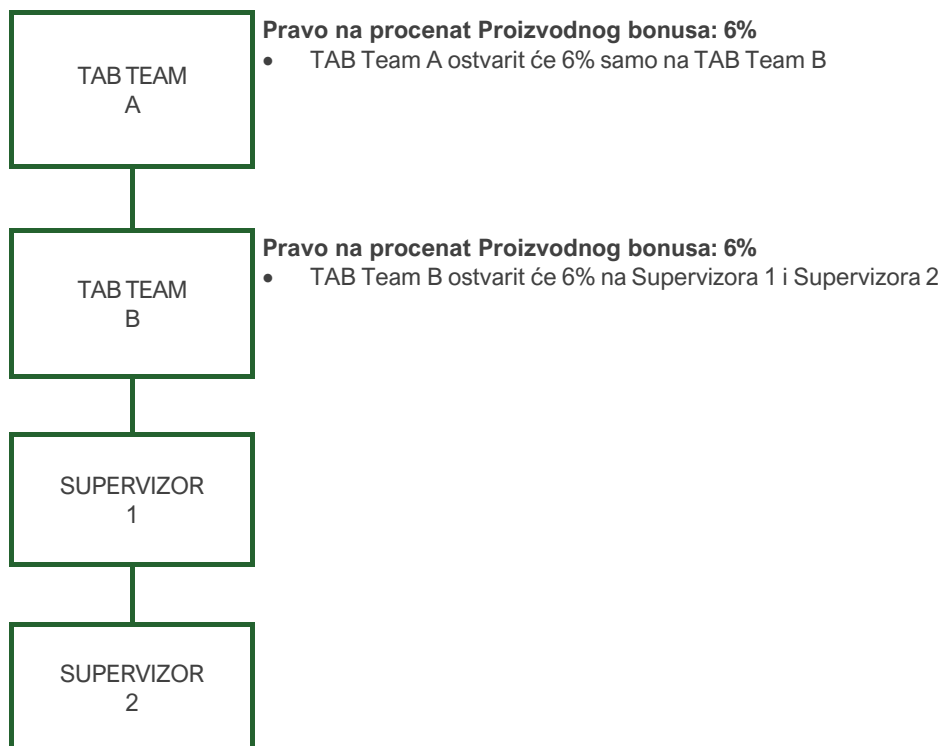 Pravo na procenat Proizvodnog bonusa: 6%
• TAB Team A ostvarit će 6% samo na TAB Team B
TAB TEAM
A
Pravo na procenat Proizvodnog bonusa: 6%
• TAB Team B ostvarit će 6% na Supervizora 1 i Supervizora 2
TAB TEAM
B
SUPERVIZOR
1
SUPERVIZOR
2